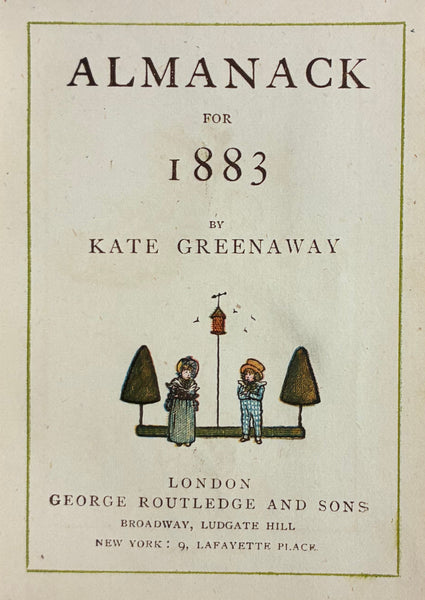 ALMANACK
FOR
1883
BY
KATE GREENAWAY
LONDON
GEORGE ROUTLEDGE AND SONS
BROADWAY, LUDGATE HILL
NEW YORK: 9, LAFAYETTE PLACE